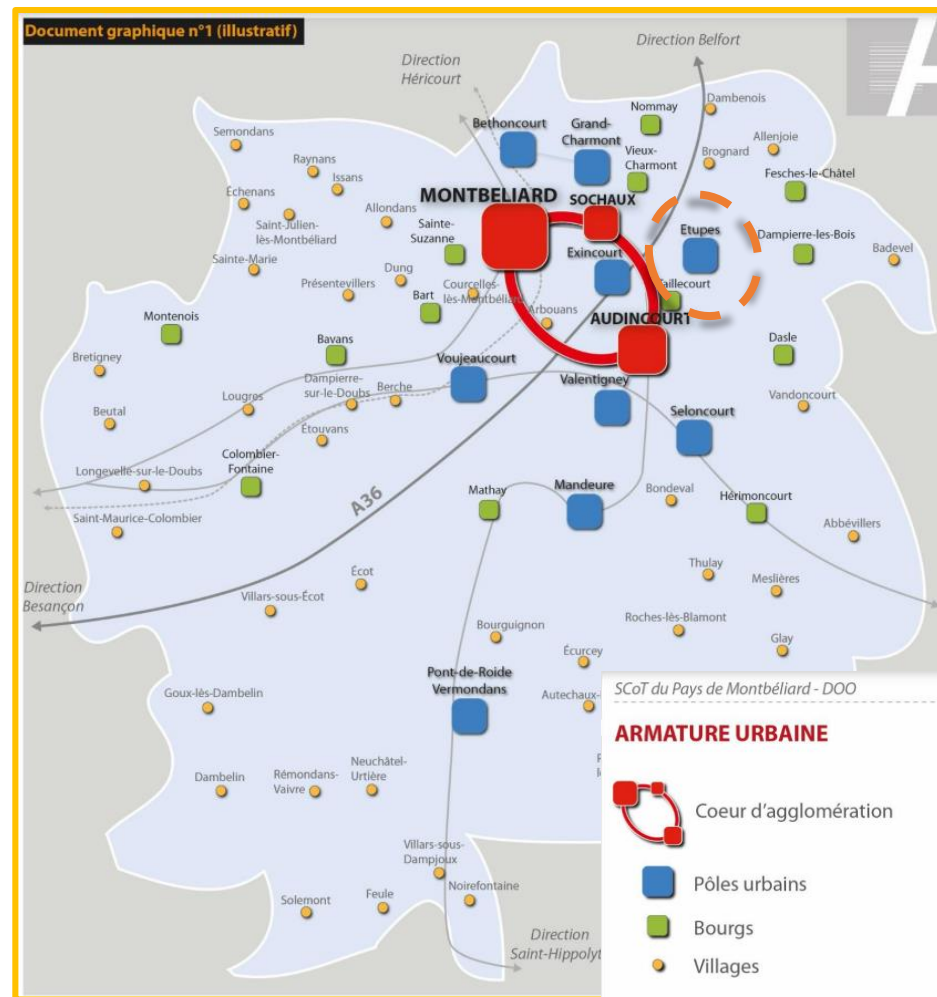 Document graphique n°1 (illustratif)
Direction Belfort
Direction
Héricourt
Dambenois
Nommay
Semondans
Bethoncourt
Grand-
Charmont
Allenjoie
Brognard
Vieux-
Charmont
Raynans
Issans
Fesches-le-Châtel
Échenans
MONTBÉLIARD
SOCHAUX
Saint-Julien-
lès-Montbéliard
Allondans
Sainte-
Suzanne
Etupes
Dampierre-les-Bois
Badevel
Sainte-Marie
Exincourt
Dung
Présentevillers
Courcelles-
lès-Montbéliard
Taillecourt
Bart
Arbouans
Montenois
AUDINCOURT
Bavans
Dasle
Bretigney
Voujeaucourt
Valentigney
Dampierre-
sur-le-Doubs
Berche
Vandoncourt
Lougres
Beutal
Seloncourt
Étouvans
Colombier-
Fontaine
Longevelle-sur-le-Doubs
Mathay
Mandeure
Bondeval
Hérimoncourt
A36
Saint-Maurice-Colombier
Abbévillers
Thulay
Écot
Meslières
Direction
Besançon
Villars-sous-Écot
Bourguignon
Roches-lès-Blamont
Glay
Écurcey
Pont-de-Roide
Vermondans
Goux-lès-Dambelin
Autechaux-
SCoT du Pays de Montbéliard - DOO
ARMATURE URBAINE
Neuchâtel-
Urtière
Dambelin
Rémondans-
Vaivre
Coeur d'agglomération
Villars-sous-
Dampjoux
Pôles urbains
Noirefontaine
Solemont
Feule
Bourgs
Direction
Saint-Hippolyt
Villages